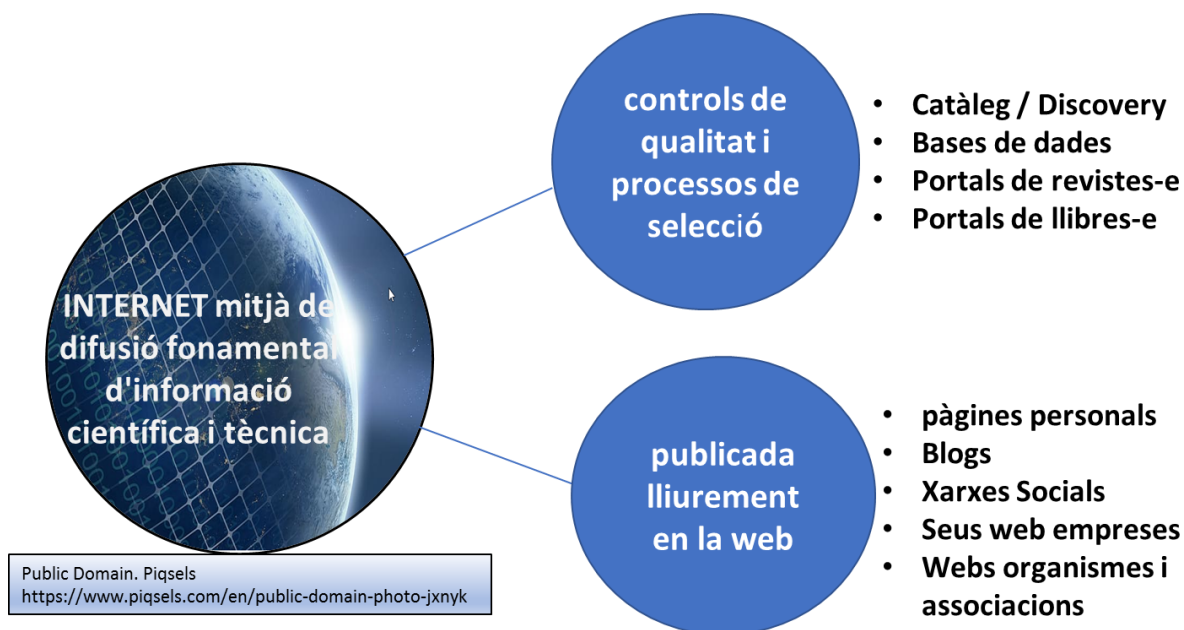 INTERNET mitjà de
difusió fonamental
d'informació
científica i tècnica
controls de
qualitat i
processos de
selecció
• Catàleg / Discovery
• Bases de dades
• Portals de revistes-e
• Portals de llibres-e
publicada
lliurement
en la web
• pàgines personals
• Blogs
• Xarxes Socials
• Seus web empreses
• Webs organismes i
associacions
Public Domain. Piqsels
https://www.piqsels.com/en/public-domain-photo-jxnyk